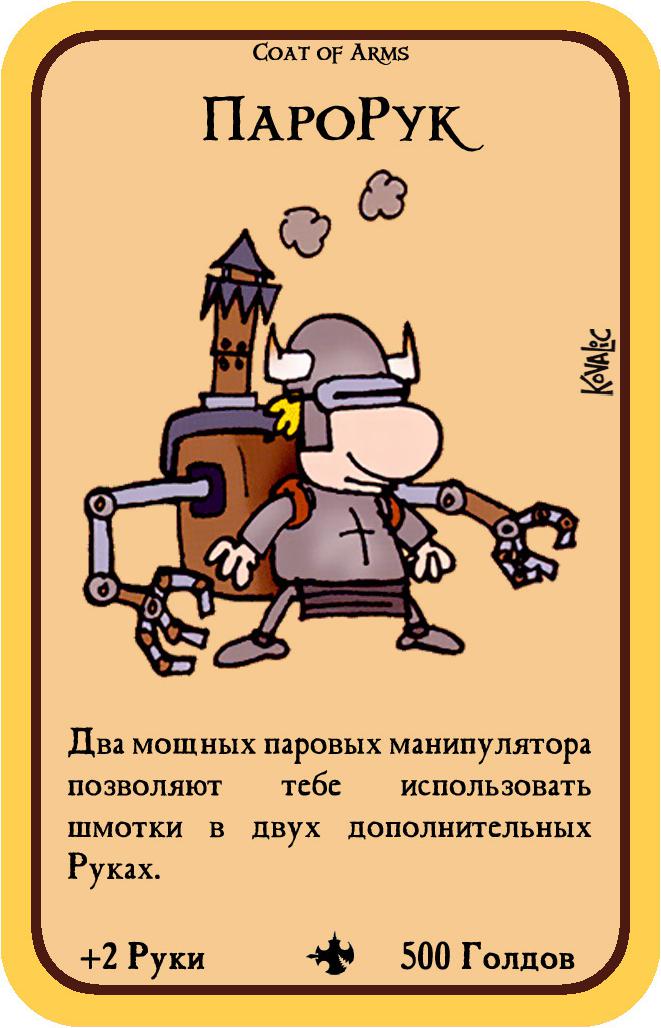 Coat of Arms
ПароРук
Kovalic
Два мощных паровых манипулятора
позволяют тебе использовать
шмотки в двух дополнительных
Руках.
+2 Руки 500 Голдов